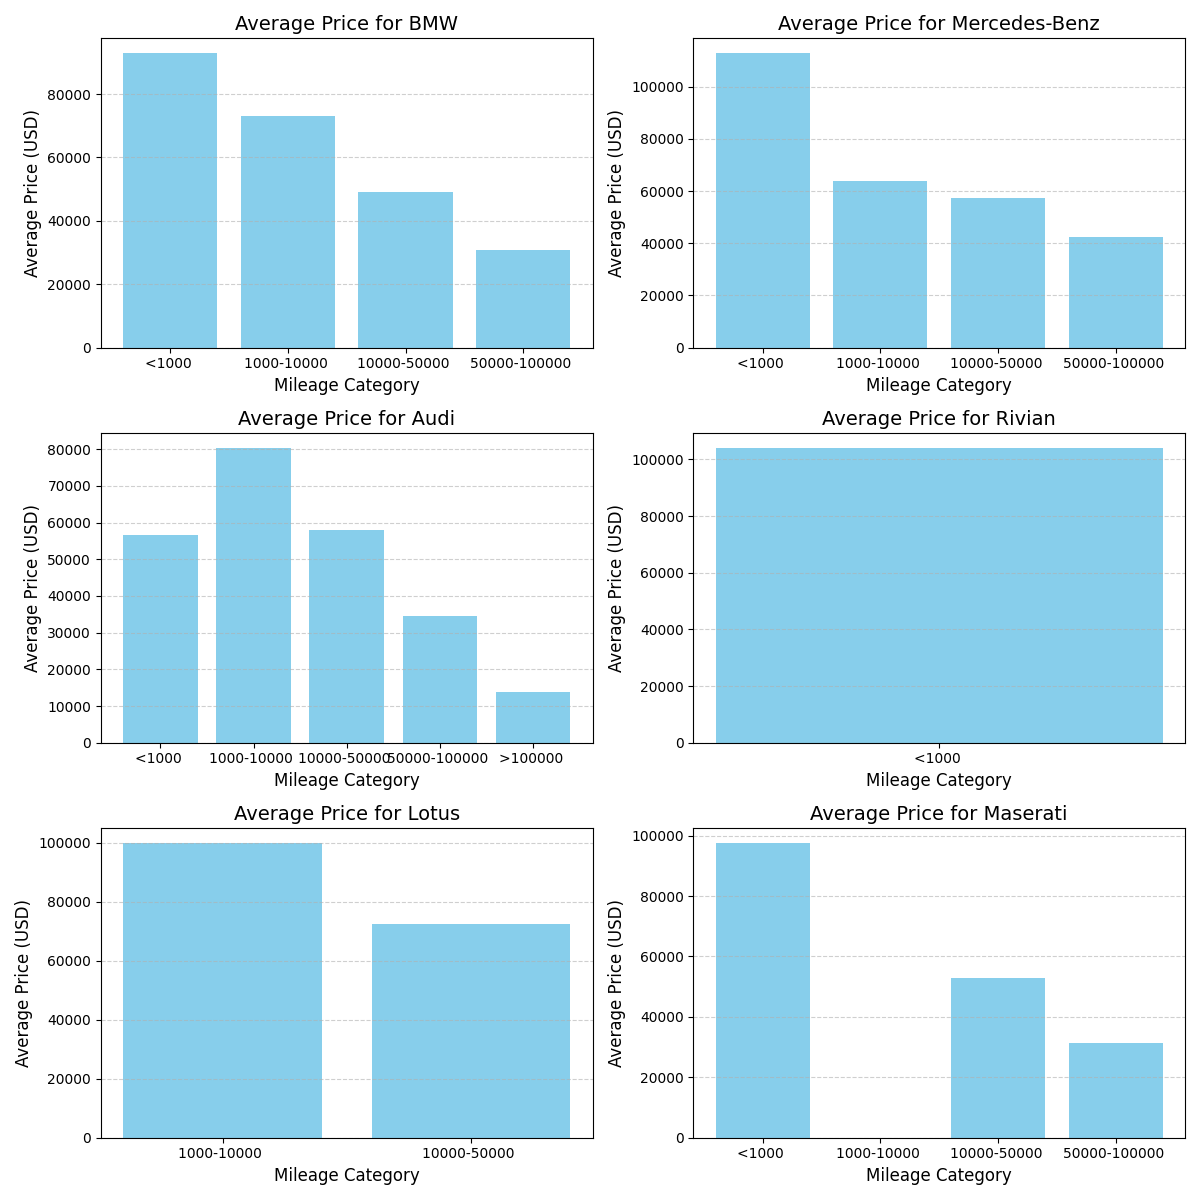 Average Price for BMW
Average Price (USD)
80000
60000
40000
20000
0
<1000 1000-10000 10000-50000 50000-100000
Mileage Category
Average Price for Mercedes-Benz
Average Price (USD)
100000
80000
60000
40000
20000
0
<1000 1000-10000 10000-50000 50000-100000
Mileage Category
Average Price for Audi
Average Price (USD)
80000
70000
60000
50000
40000
30000
20000
10000
0
<1000 1000-10000 10000-50000 50000-100000 >100000
Mileage Category
Average Price for Rivian
Average Price (USD)
100000
80000
60000
40000
20000
0
<1000
Mileage Category
Average Price for Lotus
Average Price (USD)
100000
80000
60000
40000
20000
0
1000-10000 10000-50000
Mileage Category
Average Price for Maserati
Average Price (USD)
100000
80000
60000
40000
20000
0
<1000 1000-10000 10000-50000 50000-100000
Mileage Category